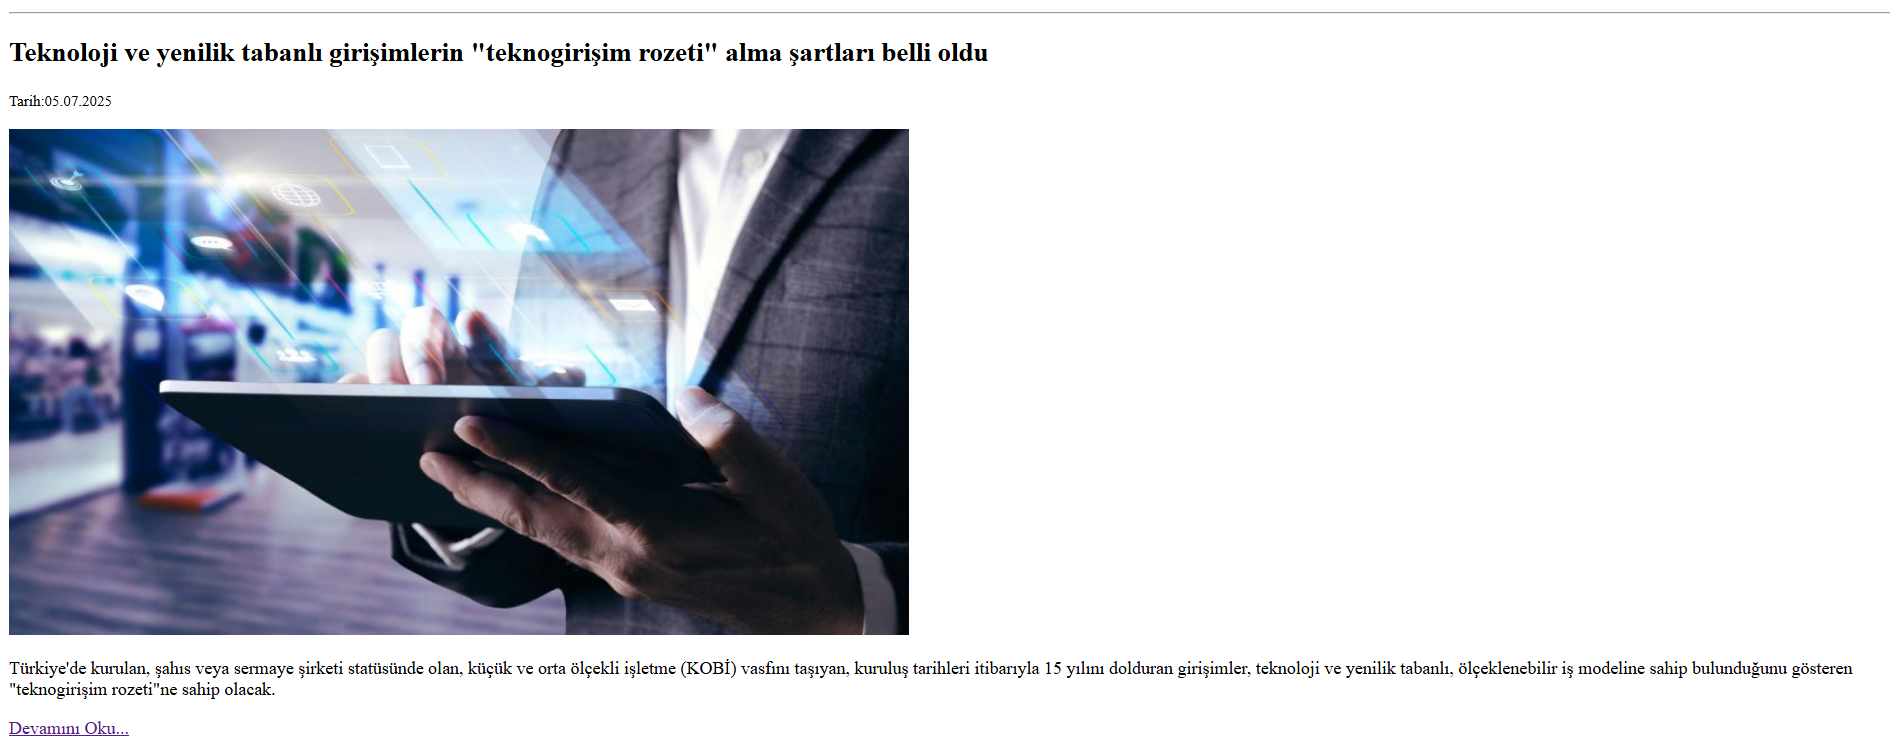 Teknoloji ve yenilik tabanlı girişimlerin "teknogirişim rozeti" alma şartları belli oldu
Tarih:05.07.2025
Türkiye'de kurulan, şahıs veya sermaye şirketi statüsünde olan, küçük ve orta ölçekli işletme (KOBİ) vasfını taşıyan, kuruluş tarihleri itibarıyla 15 yılını dolduran girişimler, teknoloji ve yenilik tabanlı, ölçeklenebilir iş modeline sahip bulunduğunu gösteren
"teknogirişim rozeti"ne sahip olacak.
Devamını Oku...